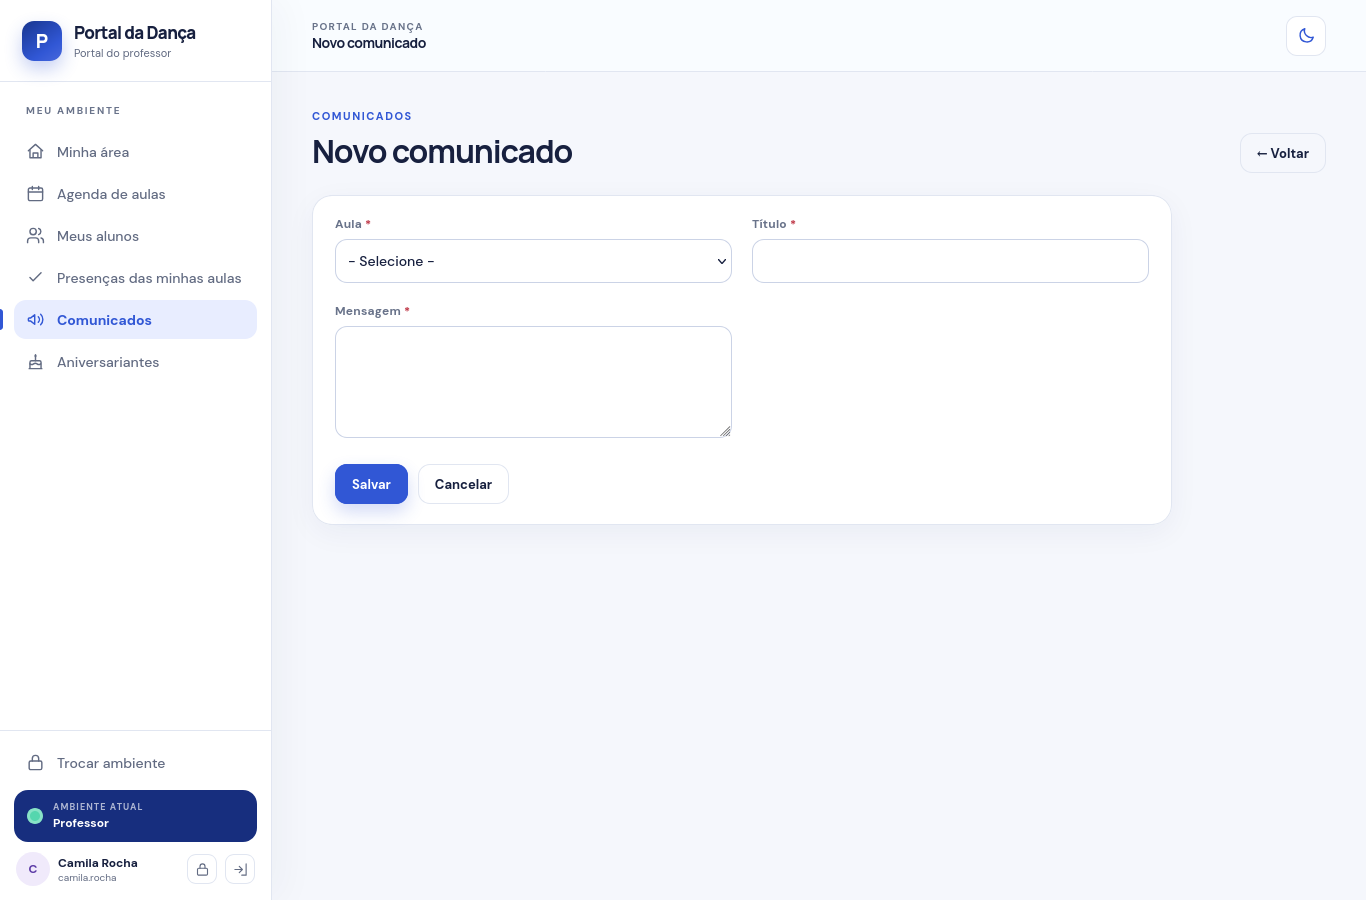 P
Portal da Dança
Portal do professor
MEU AMBIENTE
Minha área
Agenda de aulas
Meus alunos
Presenças das minhas aulas
Comunicados
Aniversariantes
Trocar ambiente
AMBIENTE ATUAL
Professor
C
Camila Rocha
camila.rocha
PORTAL DA DANÇA
Novo comunicado
COMUNICADOS
Novo comunicado
← Voltar
Aula *
Título *
- Selecione -
Mensagem *
Salvar
Cancelar